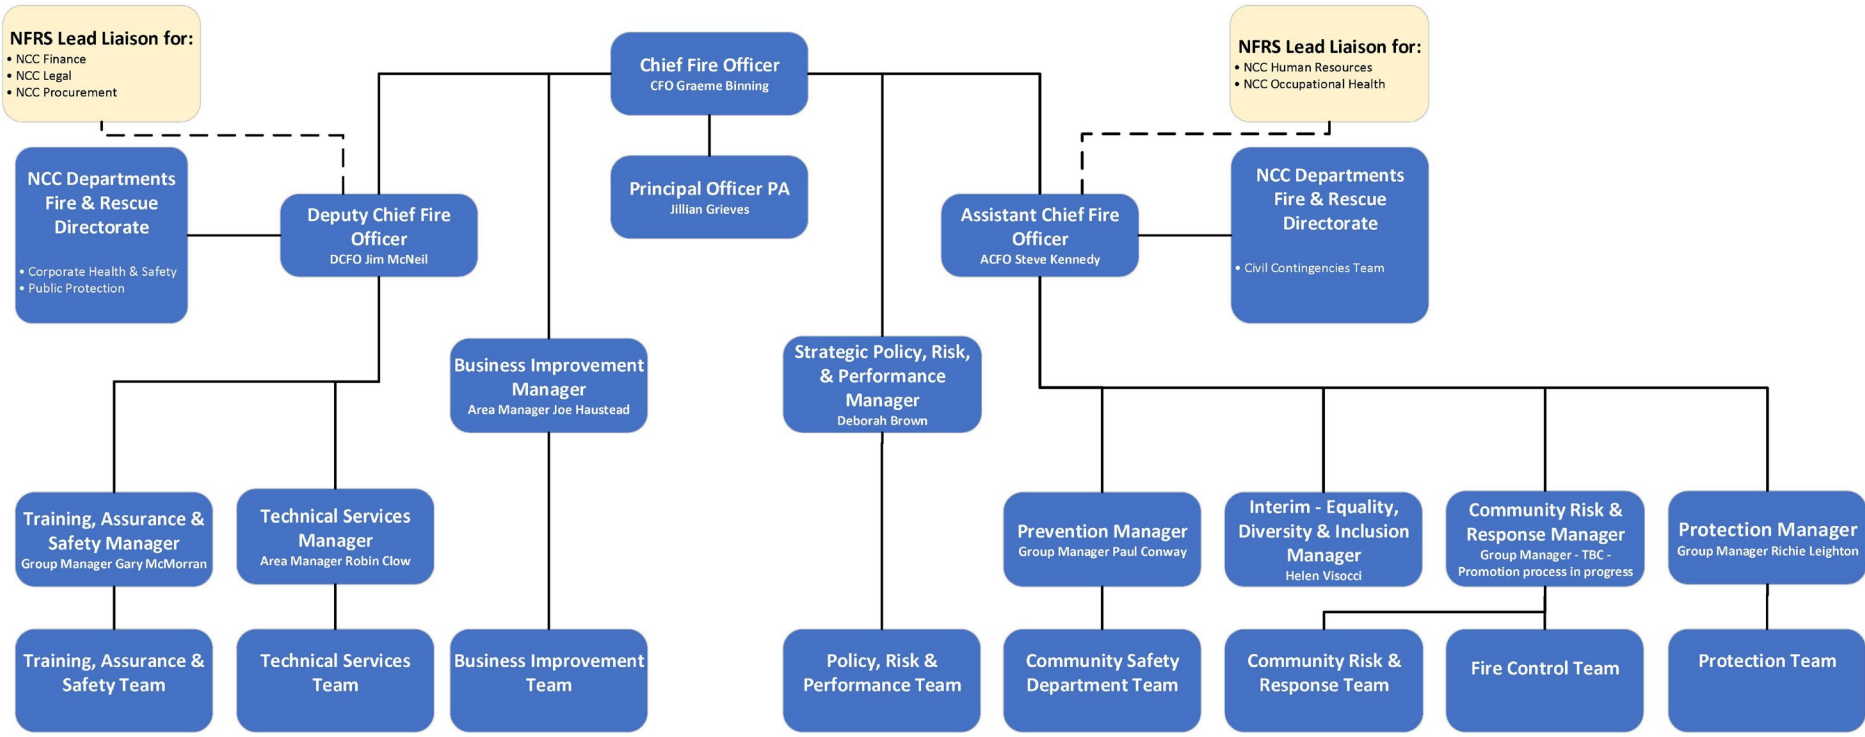 NFRS Lead Liaison for:
• NCC Finance
• NCC Legal
• NCC Procurement
Chief Fire Officer
CFO Graeme Binning
NFRS Lead Liaison for:
• NCC Human Resources
• NCC Occupational Health
NCC Departments
Fire & Rescue
Directorate
• Corporate Health & Safety
• Public Protection
Deputy Chief Fire
Officer
DCFO Jim McNeil
Principal Officer PA
Jillian Grieves
Assistant Chief Fire
Officer
ACFO Steve Kennedy
NCC Departments
Fire & Rescue
Directorate
• Civil Contingencies Team
Business Improvement
Manager
Area Manager Joe Haustead
Strategic Policy, Risk,
& Performance
Manager
Deborah Brown
Training, Assurance &
Safety Manager
Group Manager Gary McMorran
Technical Services
Manager
Area Manager Robin Clow
Prevention Manager
Group Manager Paul Conway
Interim - Equality,
Diversity & Inclusion
Manager
Helen Visocci
Community Risk &
Response Manager
Group Manager - TBC -
Promotion process in progress
Protection Manager
Group Manager Richie Leighton
Training, Assurance &
Safety Team
Technical Services
Team
Business Improvement
Team
Policy, Risk &
Performance Team
Community Safety
Department Team
Community Risk &
Response Team
Fire Control Team
Protection Team